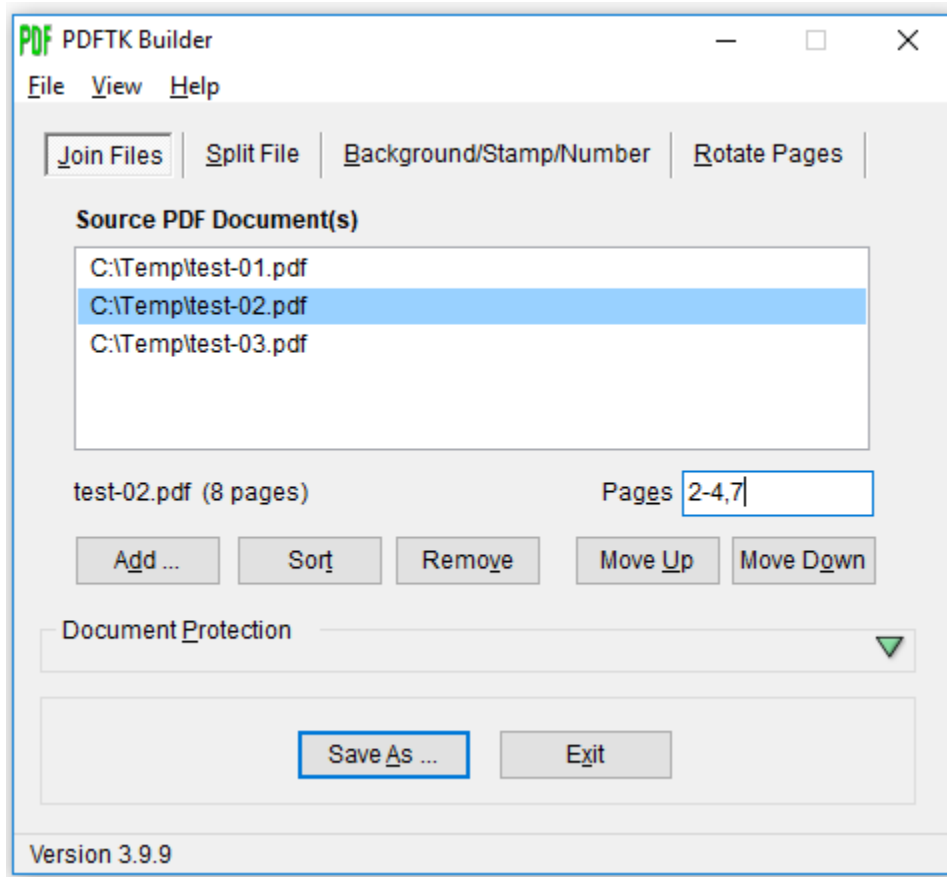 PDF PDFTK Builder
File View Help
Join Files Split File Background/Stamp/Number Rotate Pages
Source PDF Document(s)
C:\Temp\test-01.pdf
C:\Temp\test-02.pdf
C:\Temp\test-03.pdf
test-02.pdf (8 pages) Pages 2-4,7
Add ... Sort Remove Move Up Move Down
Document Protection
Save As ... Exit
Version 3.9.9